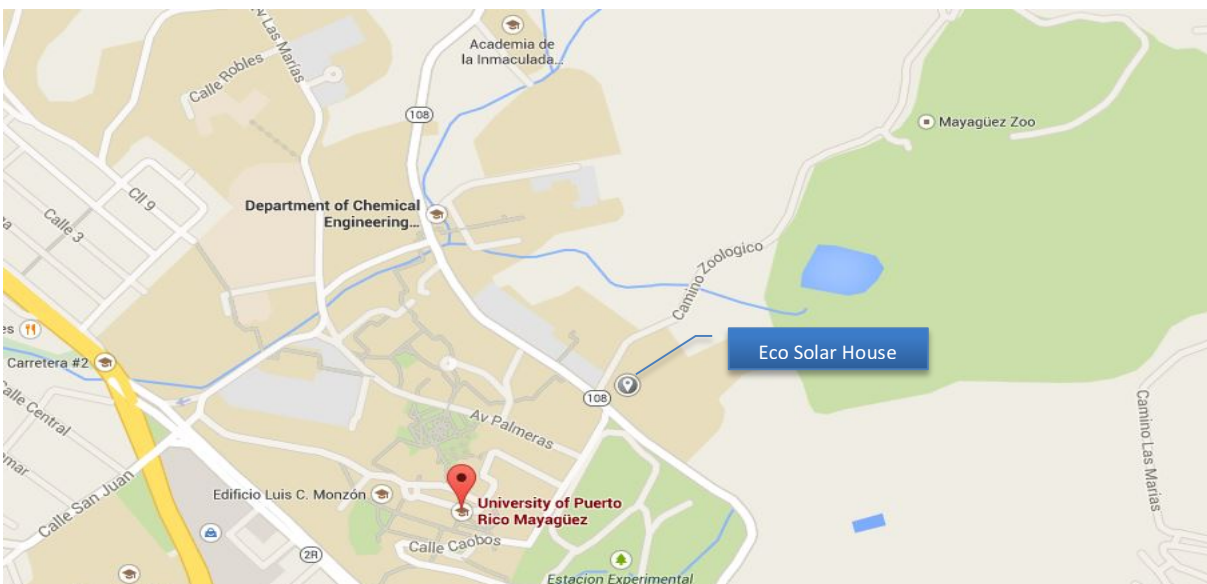 Academia de
la Inmaculada...
Av Las Marías
Calle Robles
108
Mayagüez Zoo
Cll 9
Calle 3
Department of Chemical
Engineering...
Camino Zoologico
Carretera #2
Eco Solar House
Calle Central
108
Av Palmeras
Camino Las Marias
Calle San Juan
Edificio Luis C. Monzón
University of Puerto
Rico Mayagüez
Calle Caobos
2R
Estacion Experimental